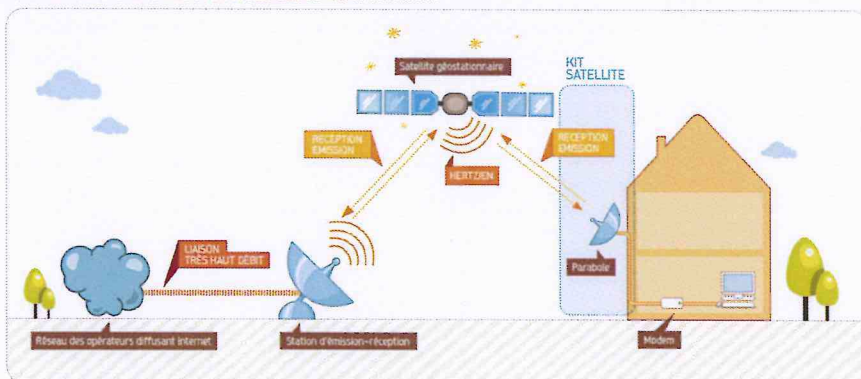 KIT
SATELLITE
Satellite géostationnaire
RÉCEPTION
ÉMISSION
RÉCEPTION
ÉMISSION
HERTZIEN
LIAISON
TRÈS HAUT DÉBIT
Parabole
Réseau des opérateurs diffusant internet
Station d'émission-réception
Modem